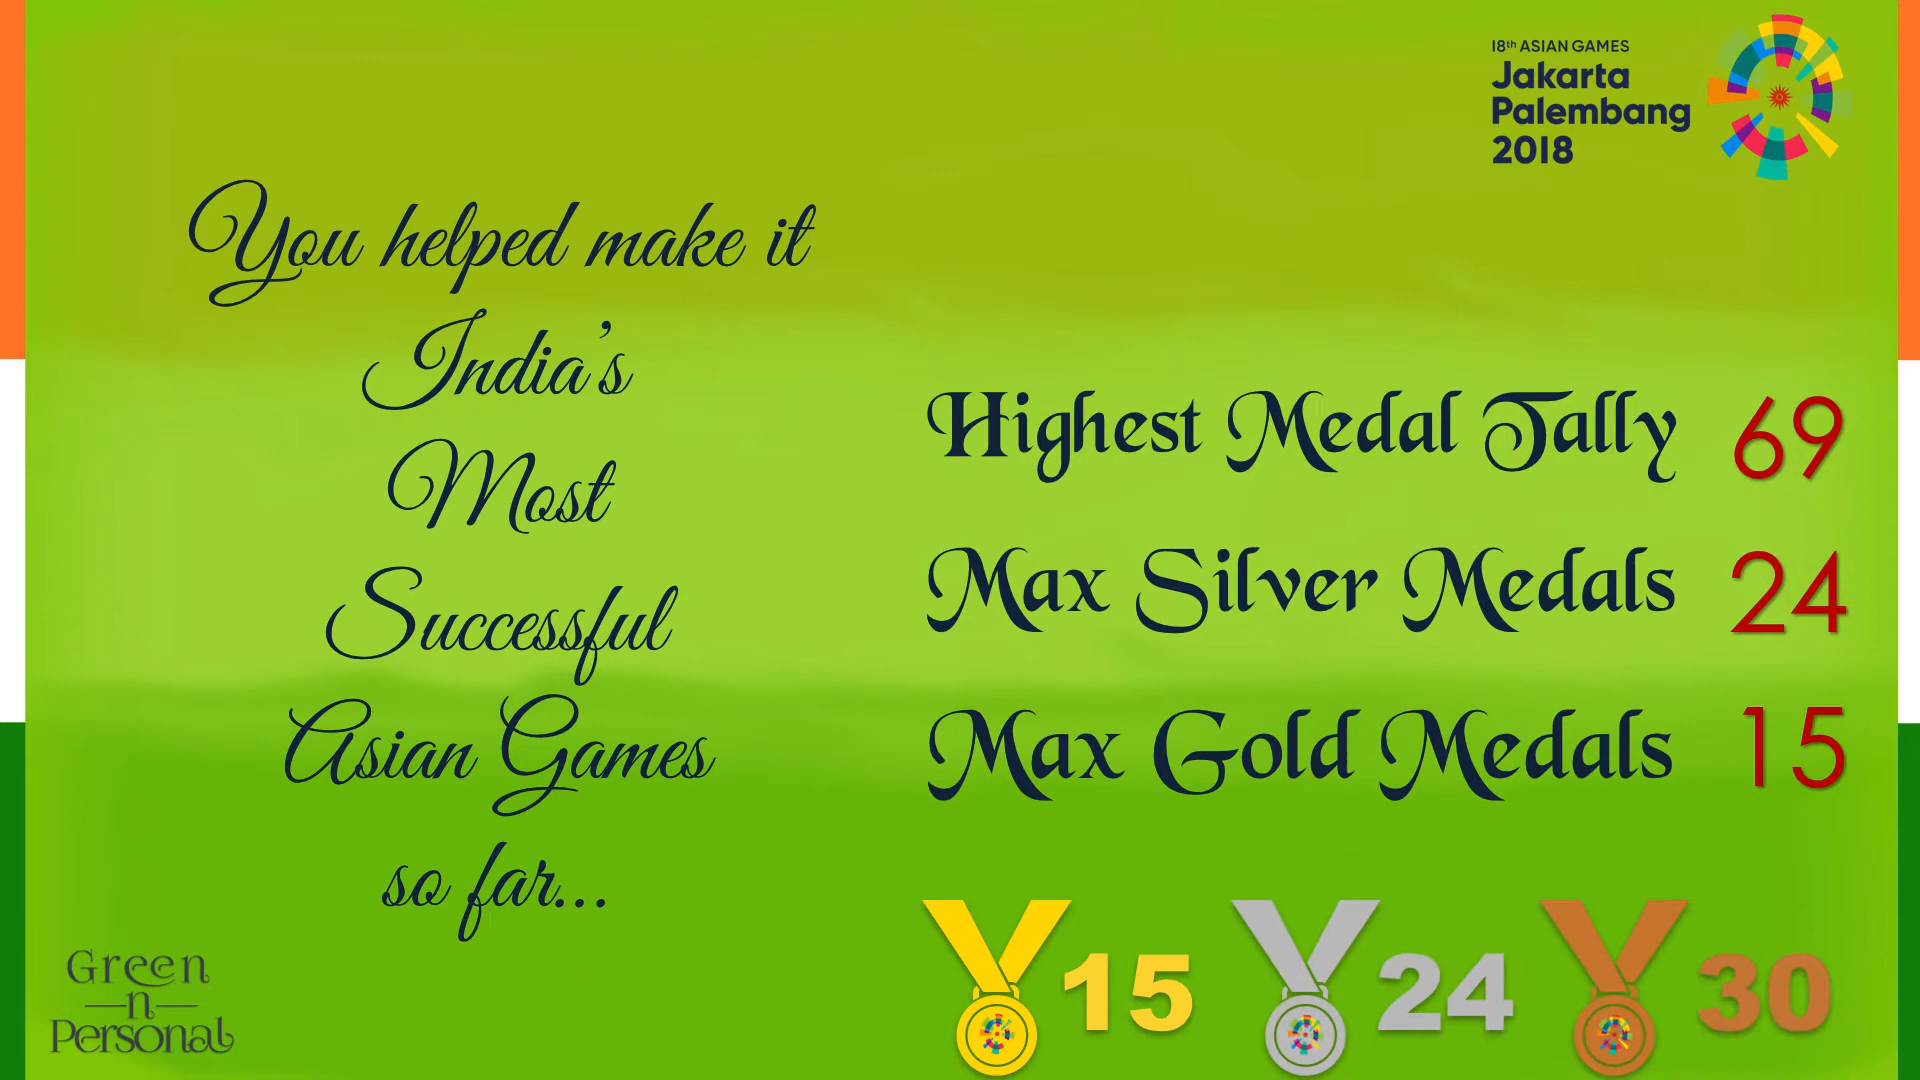 18th ASIAN GAMES
Jakarta
Palembang
2018
You helped make it
India's
Most
Successful
Asian Games
so far...
Highest Medal Tally 69
Max Silver Medals 24
Max Gold Medals 15
15 24 30
Green
n
Personal